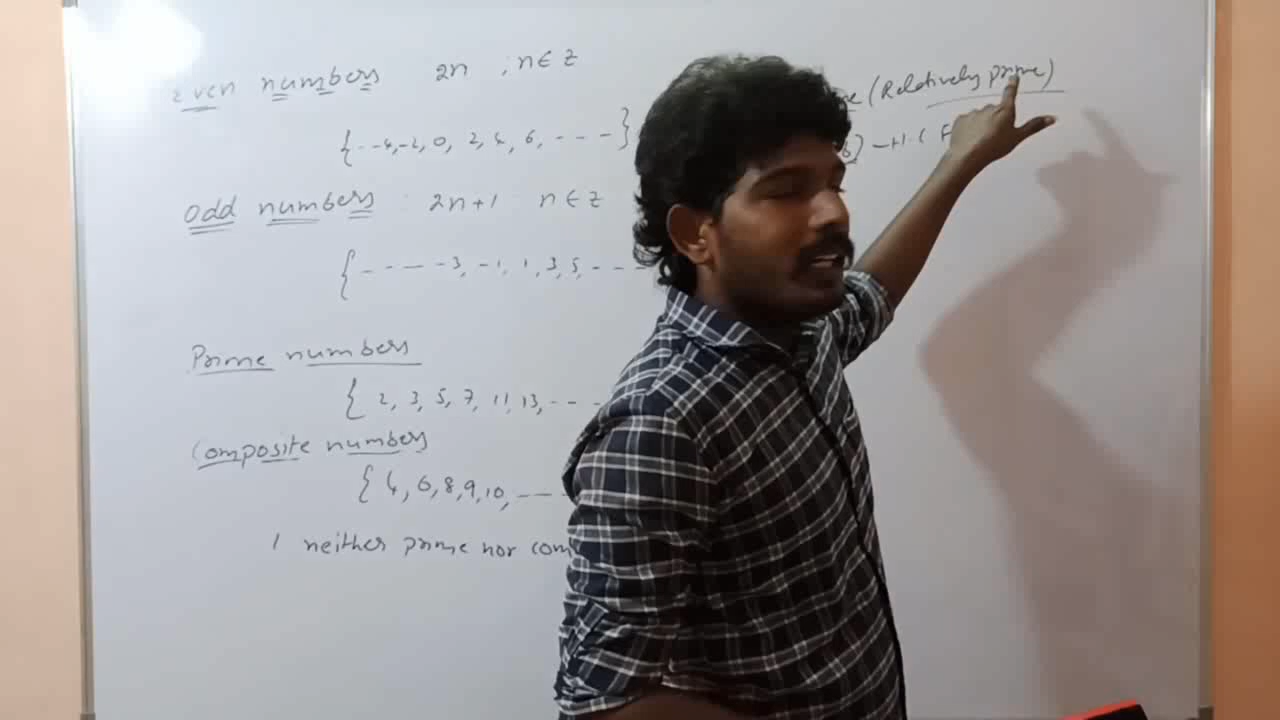 Even numbers 2n ; n ∈ Z
{ - - -4, -2, 0, 2, 4, 6, - - - }
Odd numbers : 2n+1 n ∈ Z
{ - - - - -3, -1, 1, 3, 5, - - - -
Prime numbers
{ 2, 3, 5, 7, 11, 13, - - -
Composite numbers
{ 4, 6, 8, 9, 10, - - -
1 neither prime nor com
(Relatively prime)